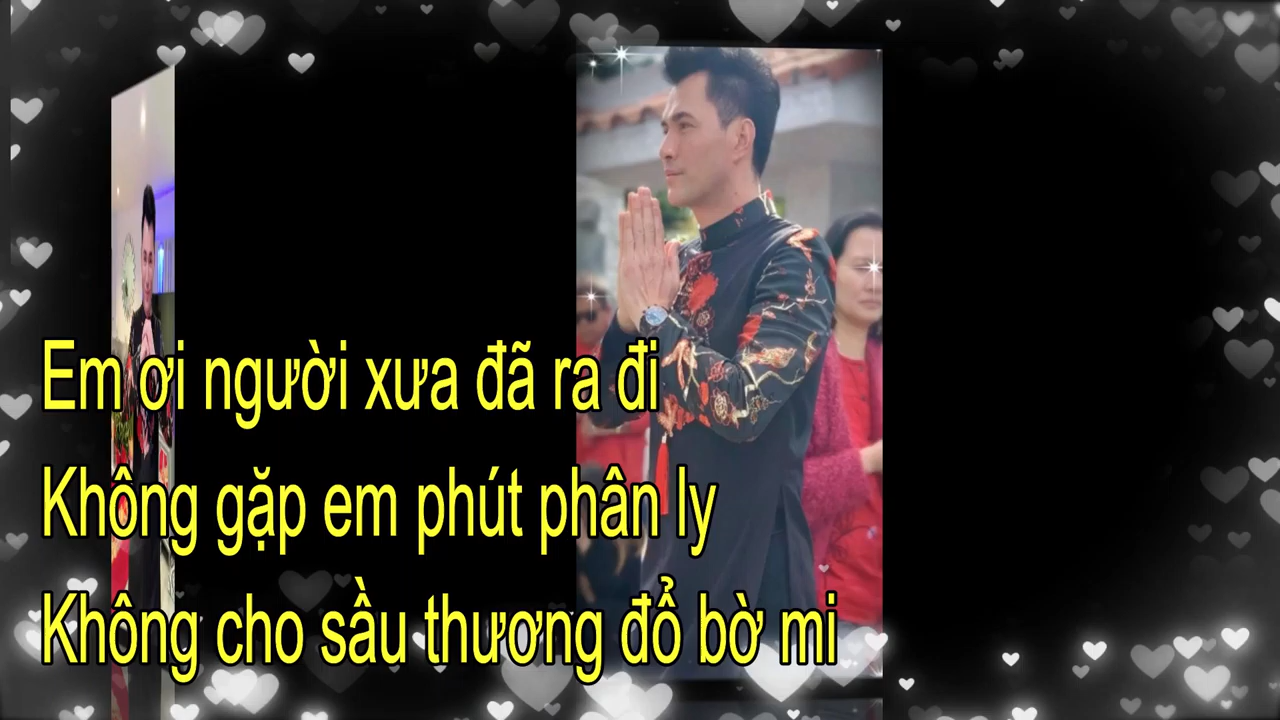 Em ơi người xưa đã ra đi
Không gặp em phút phân ly
Không cho sầu thương đổ bờ mi